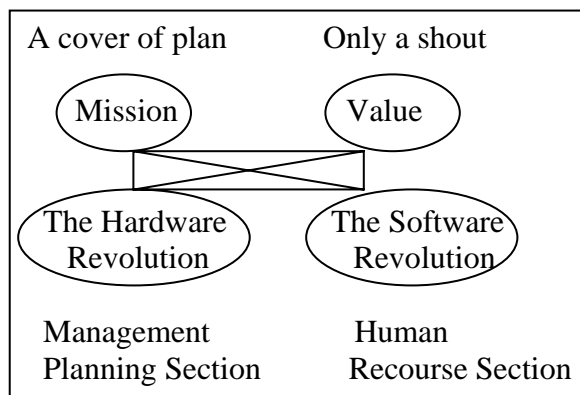 A cover of plan
Only a shout
Mission
Value
The Hardware
Revolution
The Software
Revolution
Management
Planning Section
Human
Recourse Section